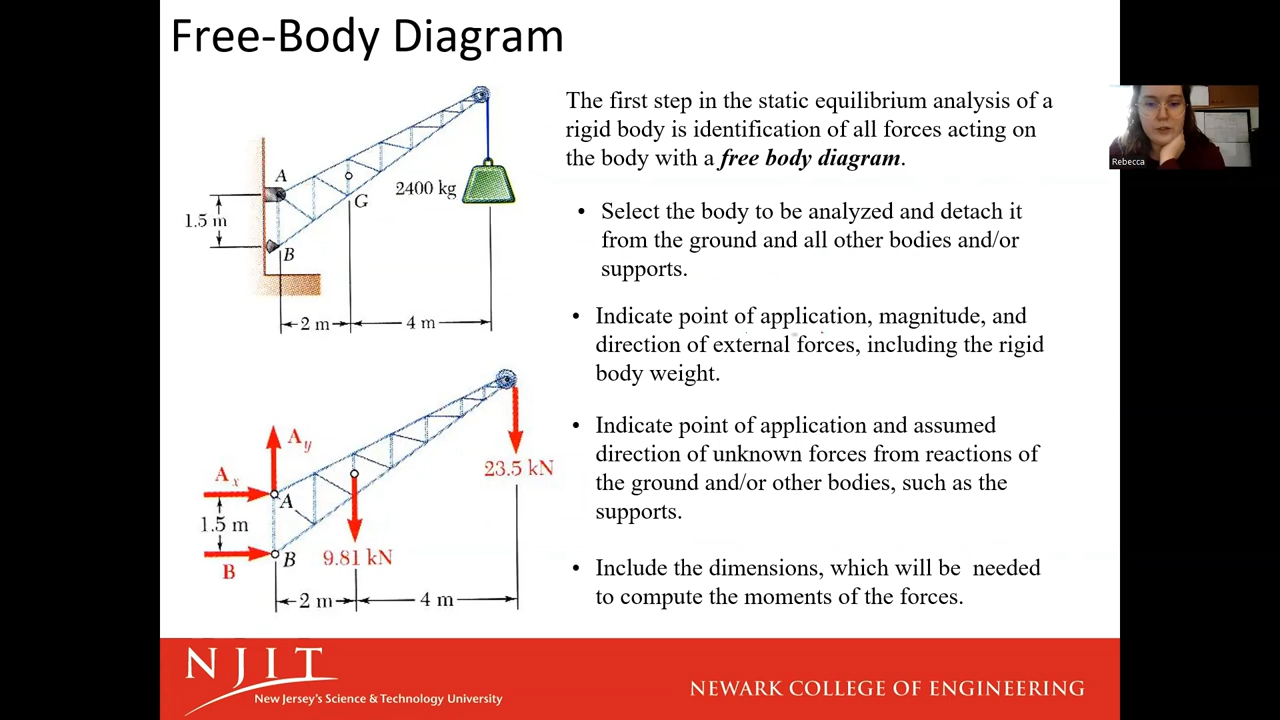 Free-Body Diagram
A
G
1.5 m
B
2400 kg
2 m
4 m
A y
A x
A
1.5 m
B
B
9.81 kN
23.5 kN
2 m
4 m
The first step in the static equilibrium analysis of a
rigid body is identification of all forces acting on
the body with a free body diagram.
• Select the body to be analyzed and detach it
from the ground and all other bodies and/or
supports.
• Indicate point of application, magnitude, and
direction of external forces, including the rigid
body weight.
• Indicate point of application and assumed
direction of unknown forces from reactions of
the ground and/or other bodies, such as the
supports.
• Include the dimensions, which will be needed
to compute the moments of the forces.
Rebecca
NJIT
New Jersey's Science & Technology University
NEWARK COLLEGE OF ENGINEERING